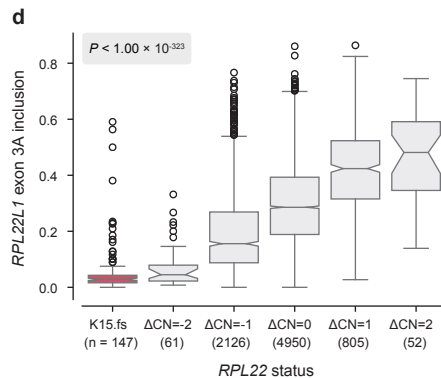 d
P < 1.00 × 10⁻³²³
RPL22L1 exon 3A inclusion
0.8
0.6
0.4
0.2
0.0
K15.fs ΔCN=-2 ΔCN=-1 ΔCN=0 ΔCN=1 ΔCN=2
(n = 147) (61) (2126) (4950) (805) (52)
RPL22 status